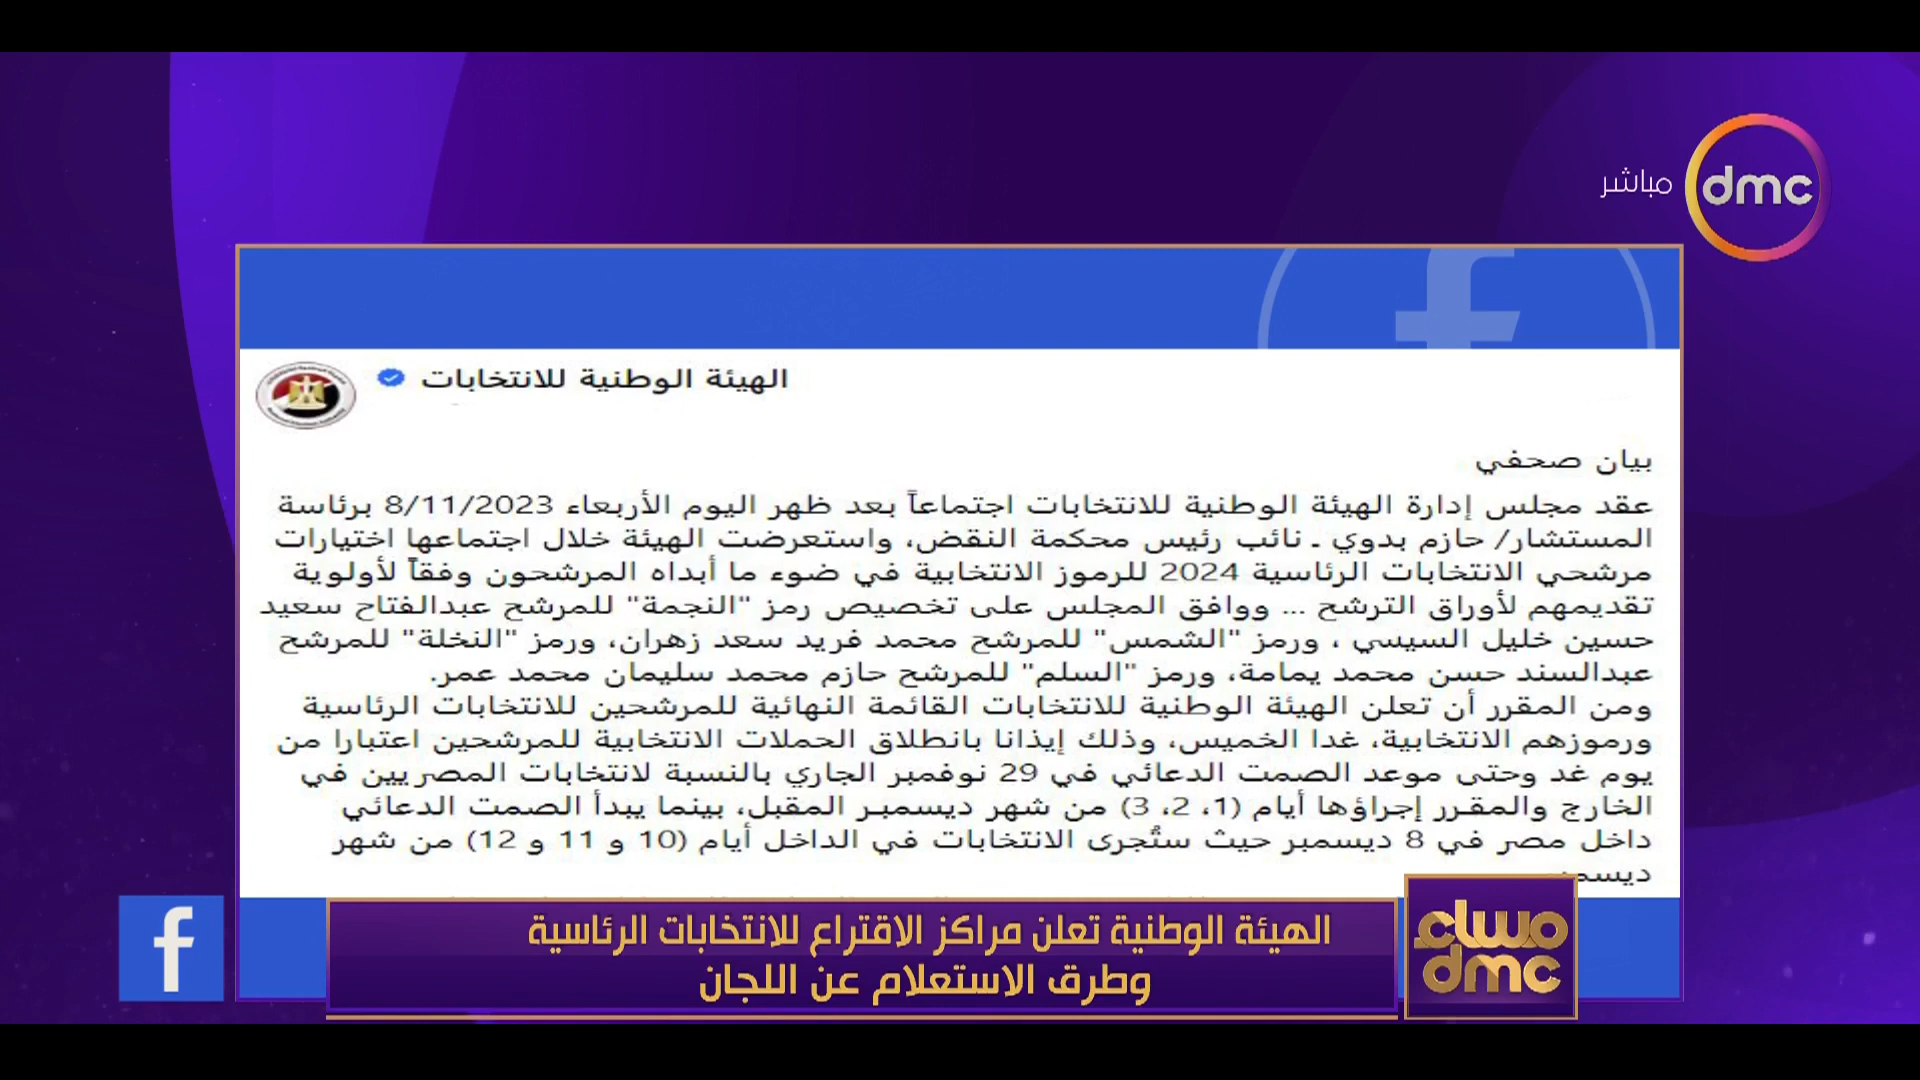 مباشر
dmc
الهيئة الوطنية للانتخابات
بيان صحفي
عقد مجلس إدارة الهيئة الوطنية للانتخابات اجتماعاً بعد ظهر اليوم الأربعاء 8/11/2023 برئاسة
المستشار/ حازم بدوي ـ نائب رئيس محكمة النقض، واستعرضت الهيئة خلال اجتماعها اختيارات
مرشحي الانتخابات الرئاسية 2024 للرموز الانتخابية في ضوء ما أبداه المرشحون وفقاً لأولوية
تقديمهم لأوراق الترشح ... ووافق المجلس على تخصيص رمز "النجمة" للمرشح عبدالفتاح سعيد
حسين خليل السيسي ، ورمز "الشمس" للمرشح محمد فريد سعد زهران، ورمز "النخلة" للمرشح
عبدالسند حسن محمد يمامة، ورمز "السلم" للمرشح حازم محمد سليمان محمد عمر.
ومن المقرر أن تعلن الهيئة الوطنية للانتخابات القائمة النهائية للمرشحين للانتخابات الرئاسية
ورموزهم الانتخابية، غدا الخميس، وذلك إيذانا بانطلاق الحملات الانتخابية للمرشحين اعتبارا من
يوم غد وحتى موعد الصمت الدعائي في 29 نوفمبر الجاري بالنسبة لانتخابات المصريين في
الخارج والمقرر إجراؤها أيام (1، 2، 3) من شهر ديسمبر المقبل، بينما يبدأ الصمت الدعائي
داخل مصر في 8 ديسمبر حيث ستُجرى الانتخابات في الداخل أيام (10 و 11 و 12) من شهر
الهيئة الوطنية تعلن مراكز الاقتراع للانتخابات الرئاسية
وطرق الاستعلام عن اللجان
مساء
dmc